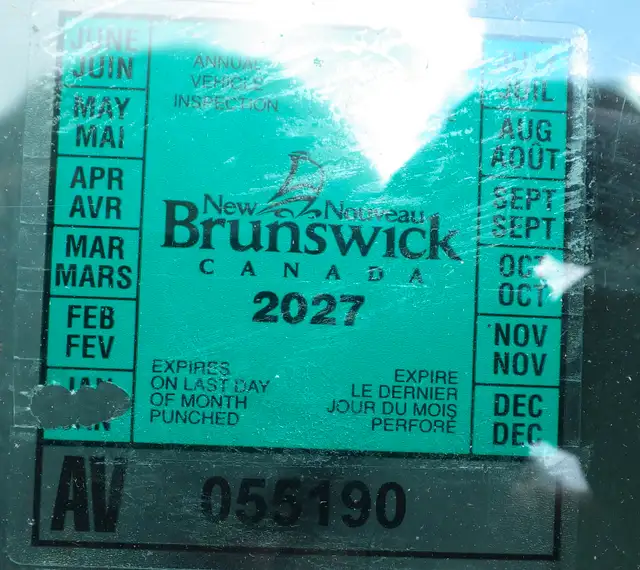 JUNE
JUIN
MAY
MAI
APR
AVR
MAR
MARS
FEB
FEV
JAN
ANNUAL
VEHICLE
INSPECTION
New Nouveau
Brunswick
CANADA
2027
EXPIRES
ON LAST DAY
OF MONTH
PUNCHED
EXPIRE
LE DERNIER
JOUR DU MOIS
PERFORÉ
AUG
AOÛT
SEPT
SEPT
OCT
OCT
NOV
NOV
DEC
DEC
AV 055190